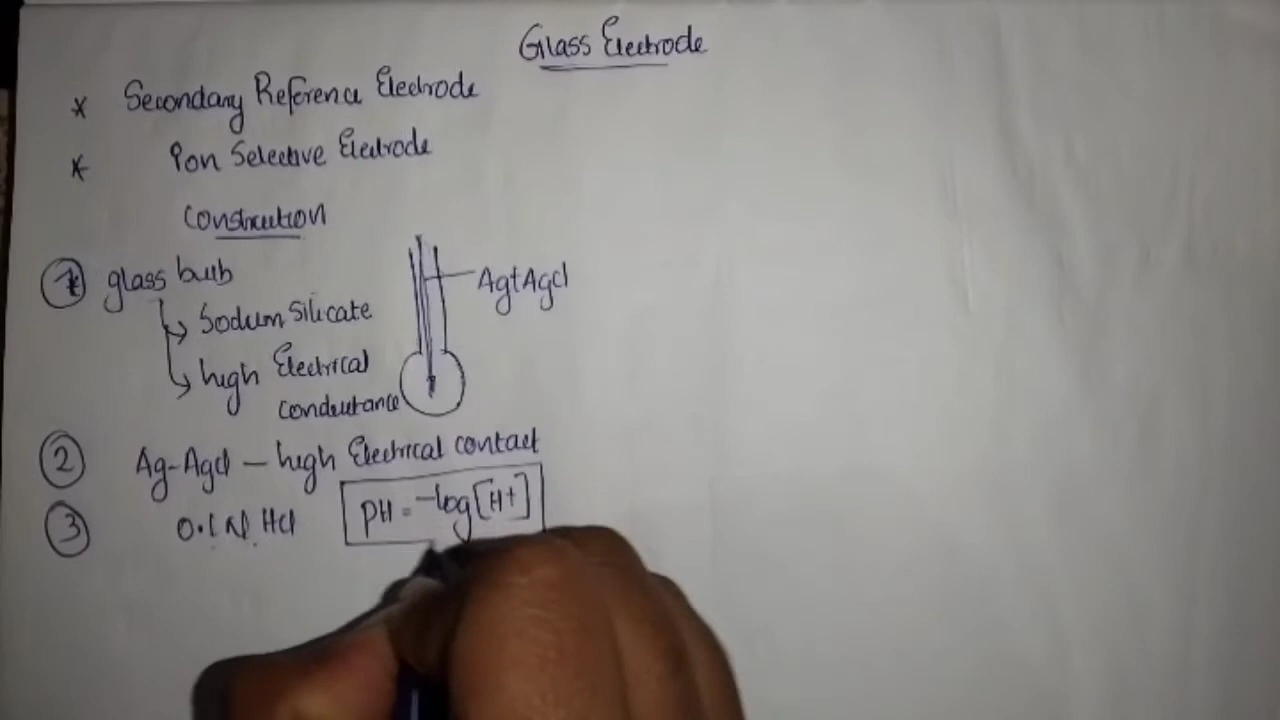 Glass Electrode
* Secondary Reference Electrode
* Ion Selective Electrode
Construction
1 glass bulb
→ Sodium Silicate
→ high Electrical
conductance
Ag+Agcl
2 Ag-Agcl – high Electrical contact
3 0.1 N HCl pH = -log[H+]